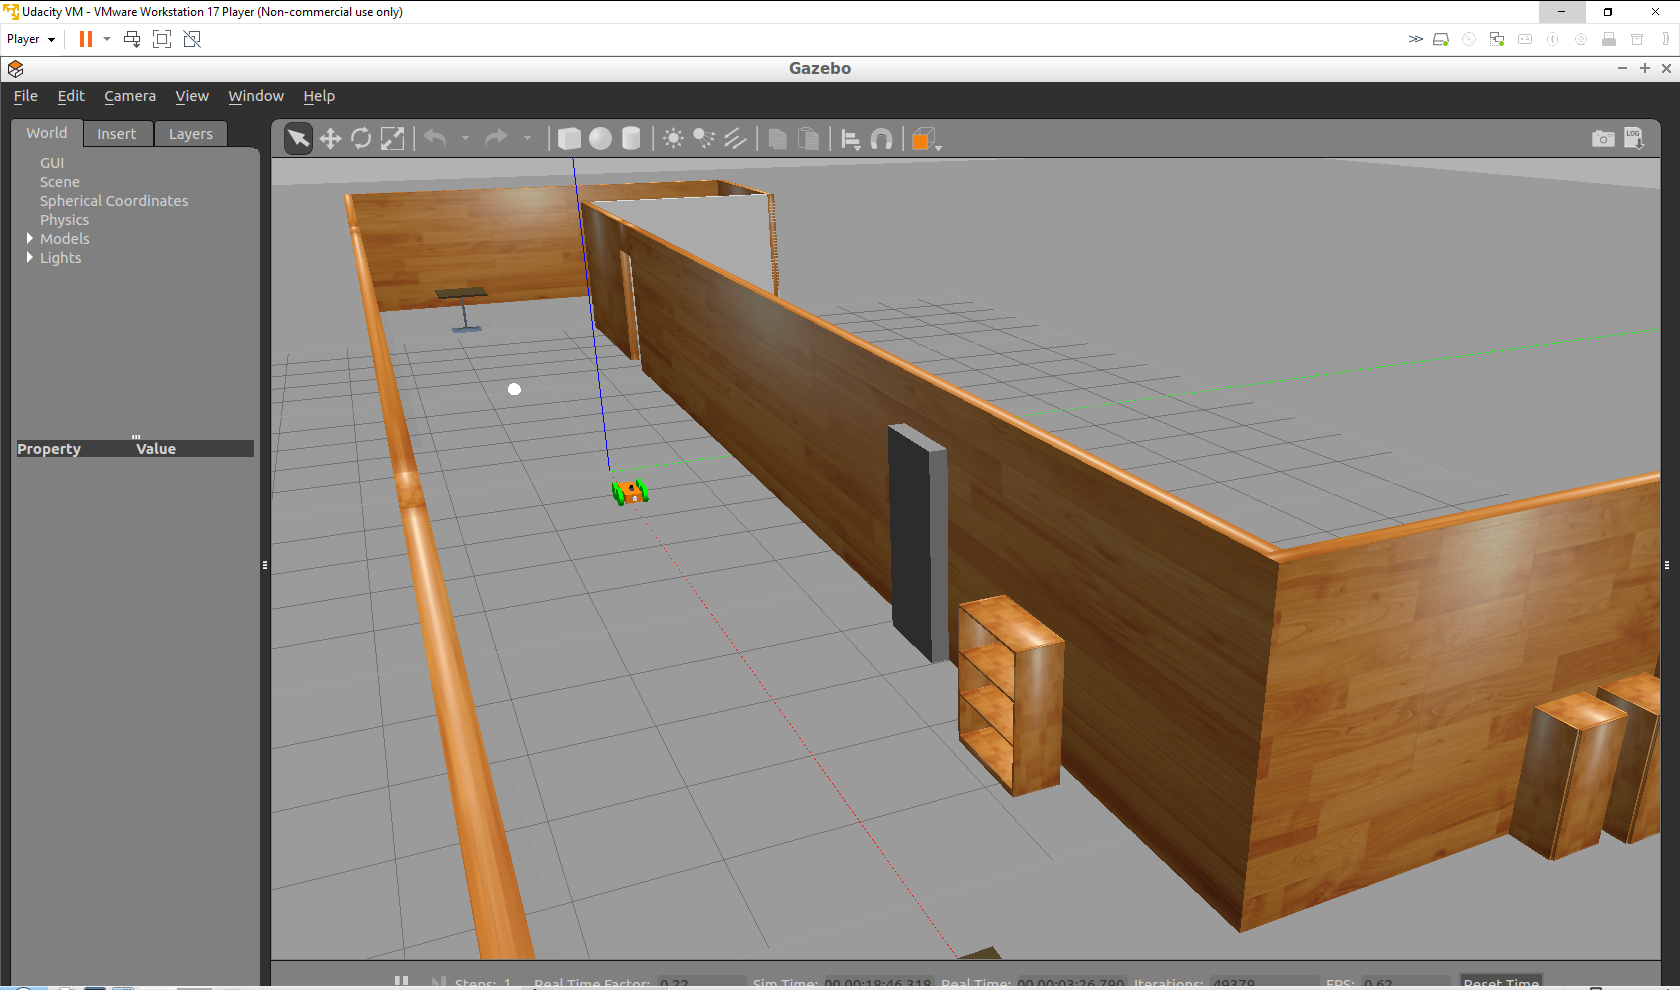 Udacity VM - VMware Workstation 17 Player (Non-commercial use only)
Player
Gazebo
File Edit Camera View Window Help
World Insert Layers
GUI
Scene
Spherical Coordinates
Physics
Models
Lights
Property Value
LOG
Steps: 1 Real Time Factor: 0.22 Sim Time: 00 00:18:46.318 Real Time: 00 00:03:26.790 Iterations: 49379 FPS: 0.62 Reset Time